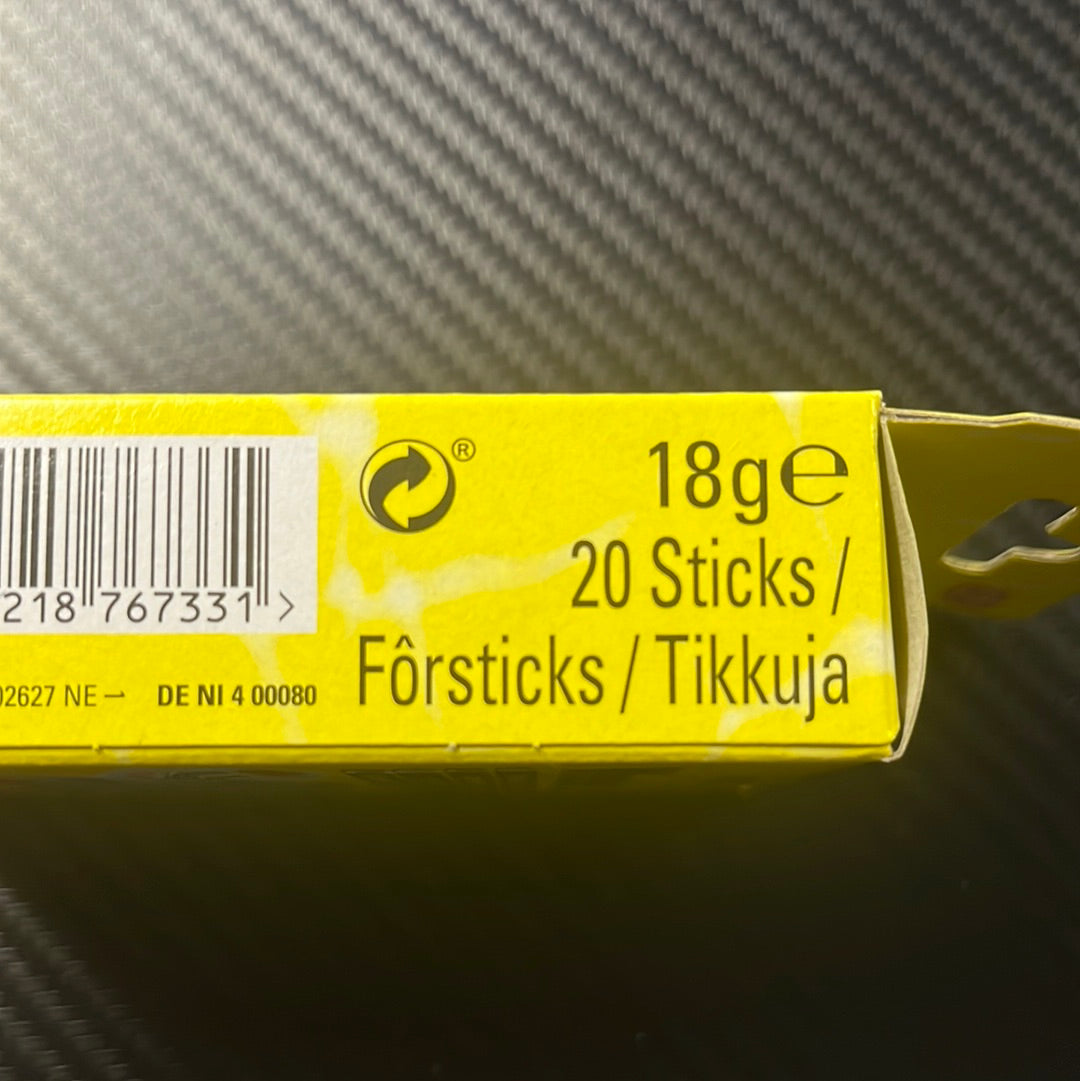 ®
18g℮
20 Sticks /
Fôrsticks / Tikkuja
218 767331 >
02627 NE DE NI 4 00080